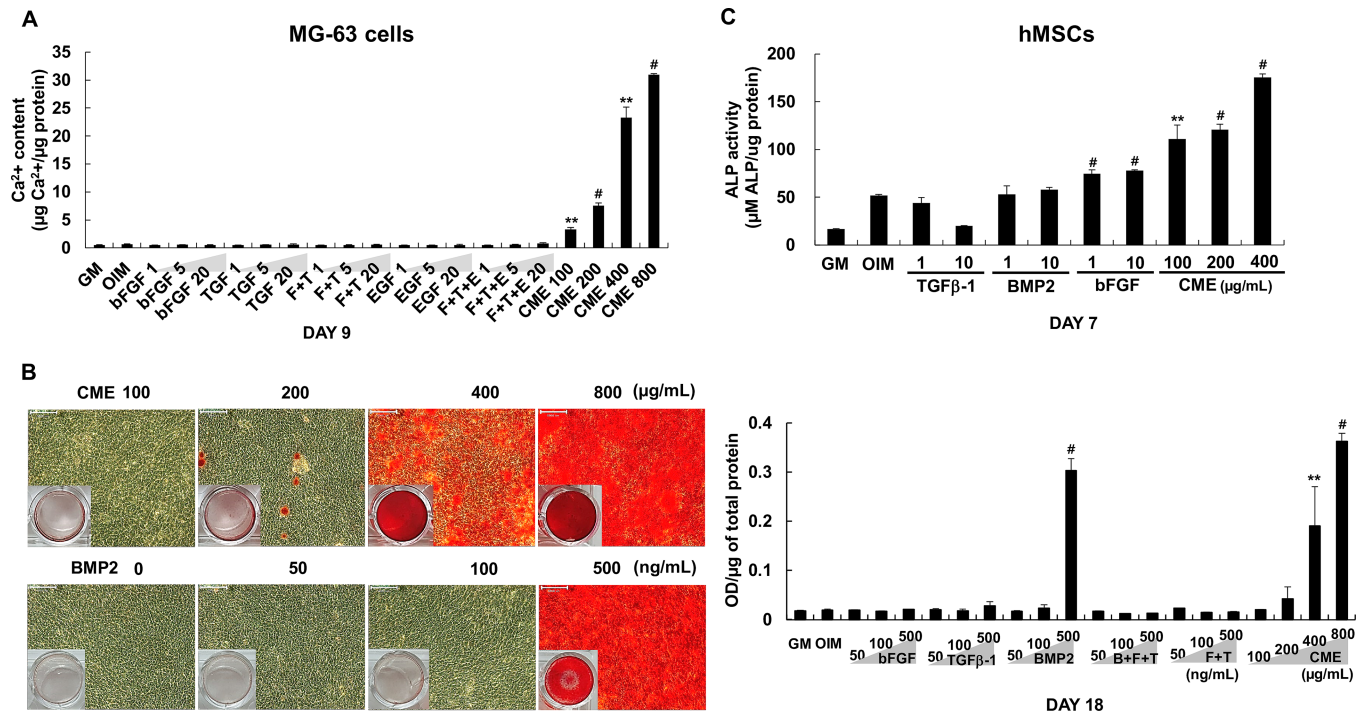 A
MG-63 cells
Ca²⁺ content
(µg Ca²⁺/µg protein)
35
30
25
20
15
10
5
0
**
#
**
#
GM
OIM
bFGF 1
bFGF 5
bFGF 20
TGF 1
TGF 5
TGF 20
F+T 1
F+T 5
F+T 20
EGF 1
EGF 5
EGF 20
F+T+E 1
F+T+E 5
F+T+E 20
CME 100
CME 200
CME 400
CME 800
DAY 9
C
hMSCs
ALP activity
(µM ALP/ug protein)
200
150
100
50
0
# # ** # #
GM OIM 1 10 1 10 1 10 100 200 400
TGFβ-1 BMP2 bFGF CME (µg/mL)
DAY 7
B
CME 100 200 400 800 (µg/mL)
BMP2 0 50 100 500 (ng/mL)
OD/µg of total protein
0.4
0.3
0.2
0.1
0
# ** #
GM OIM
50 100 500
bFGF
50 100 500
TGFβ-1
50 100 500
BMP2
50 100 500
B+F+T
50 100 500
F+T
(ng/mL)
100 200 400 800
CME
(µg/mL)
DAY 18